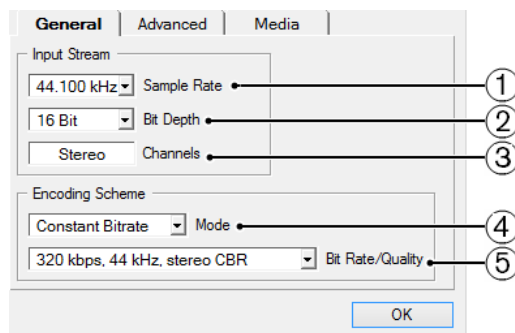 General Advanced Media
Input Stream
44.100 kHz Sample Rate 1
16 Bit Bit Depth 2
Stereo Channels 3
Encoding Scheme
Constant Bitrate Mode 4
320 kbps, 44 kHz, stereo CBR Bit Rate/Quality 5
OK